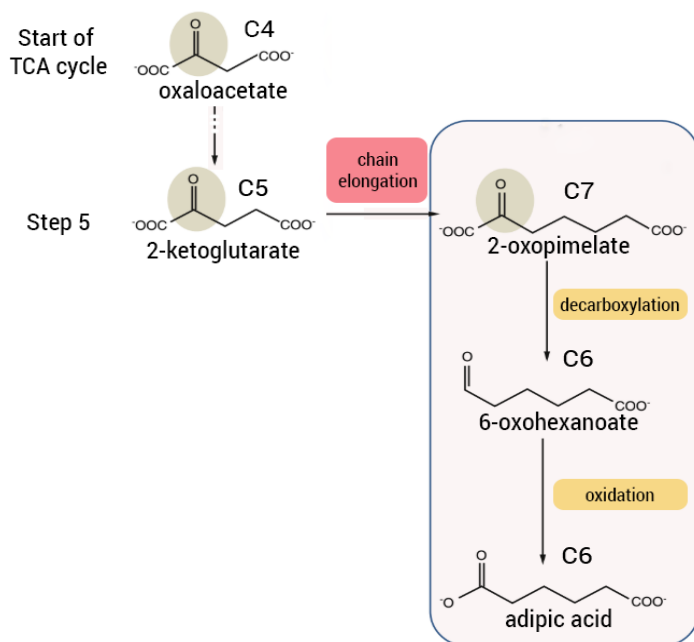 Start of
TCA cycle
O
C4
-OOC
COO-
oxaloacetate
Step 5
O
C5
-OOC
COO-
2-ketoglutarate
chain
elongation
O
C7
-OOC
COO-
2-oxopimelate
decarboxylation
O
C6
COO-
6-oxohexanoate
oxidation
O
C6
-O
COO-
adipic acid